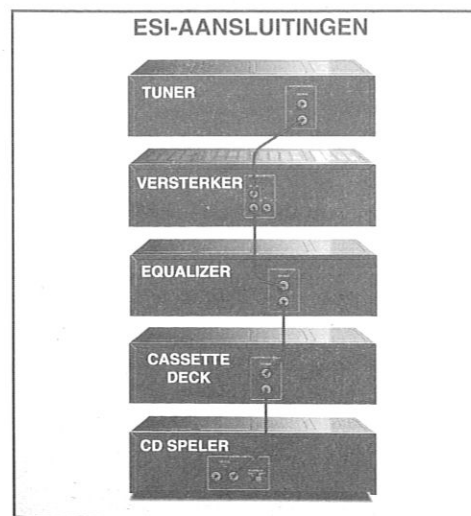 ESI-AANSLUITINGEN
TUNER
VERSTERKER
EQUALIZER
CASSETTE
DECK
CD SPELER